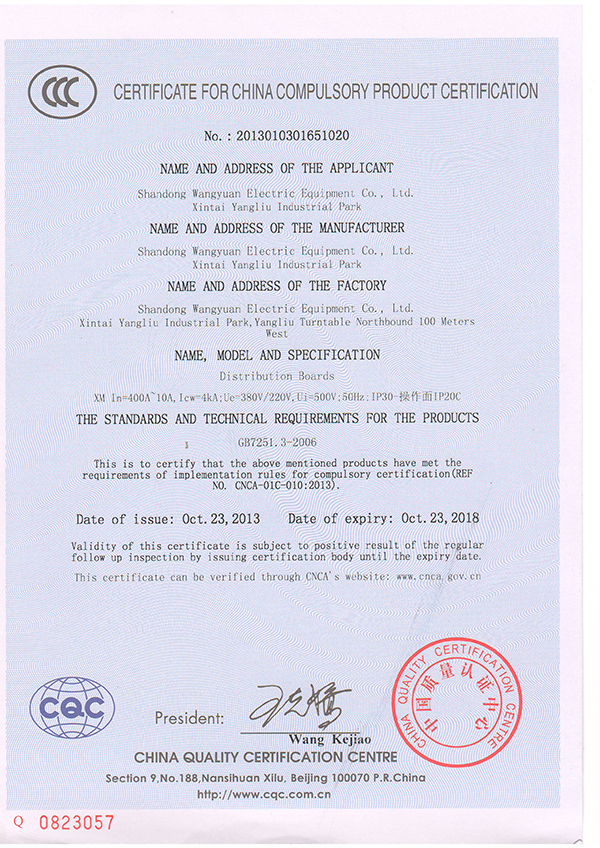 CCC
CERTIFICATE FOR CHINA COMPULSORY PRODUCT CERTIFICATION
No. : 2013010301651020
NAME AND ADDRESS OF THE APPLICANT
Shandong Wangyuan Electric Equipment Co., Ltd.
Xintai Yangliu Industrial Park
NAME AND ADDRESS OF THE MANUFACTURER
Shandong Wangyuan Electric Equipment Co., Ltd.
Xintai Yangliu Industrial Park
NAME AND ADDRESS OF THE FACTORY
Shandong Wangyuan Electric Equipment Co., Ltd.
Xintai Yangliu Industrial Park,Yangliu Turntable Northbound 100 Meters
West
NAME, MODEL AND SPECIFICATION
Distribution Boards
XM In=400A~10A, Icw=4kA;Ue=380V/220V,Ui=500V;50Hz;IP30-操作面IP20C
THE STANDARDS AND TECHNICAL REQUIREMENTS FOR THE PRODUCTS
GB7251.3-2006
This is to certify that the above mentioned products have met the
requirements of implementation rules for compulsory certification(REF
NO. CNCA-01C-010:2013).
Date of issue: Oct.23,2013 Date of expiry: Oct.23,2018
Validity of this certificate is subject to positive result of the regular
follow up inspection by issuing certification body until the expiry date.
This certificate can be verified through CNCA's website: www.cnca.gov.cn
CQC
President:
Wang Kejiao
CHINA QUALITY CERTIFICATION CENTRE
中国质量认证中心
CHINA QUALITY CERTIFICATION CENTRE
Section 9,No.188,Nansihuan Xilu, Beijing 100070 P.R.China
http://www.cqc.com.cn
Q 0823057